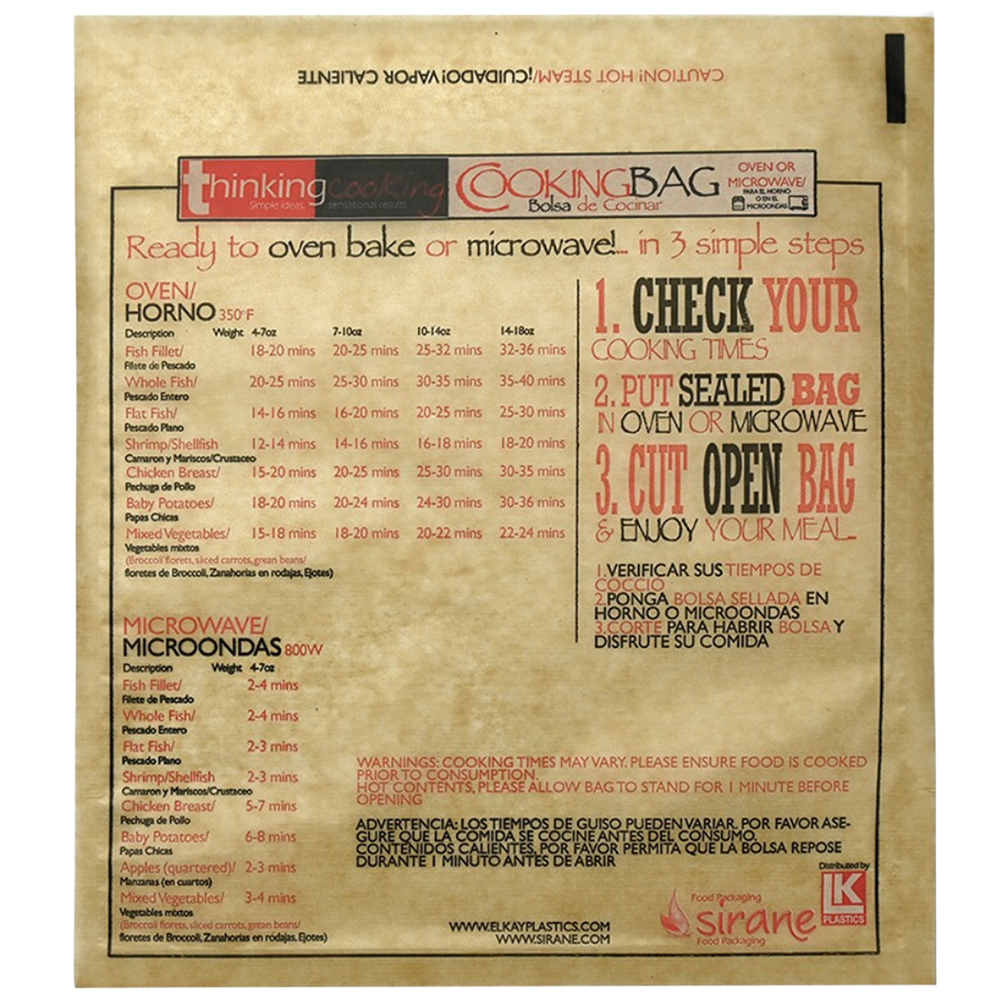 CAUTION! HOT STEAM/¡CUIDADO! VAPOR CALIENTE
thinkingcooking
Simple ideas, sensational results
COOKINGBAG
Bolsa de Cocinar
OVEN OR
MICROWAVE/
PARA EL HORNO
O EN EL
MICROONDAS
Ready to oven bake or microwave!... in 3 simple steps
OVEN/
HORNO 350°F
Description Weight 4-7oz 7-10oz 10-14oz 14-18oz
Fish Fillet/ 18-20 mins 20-25 mins 25-32 mins 32-36 mins
Filete de Pescado
Whole Fish/ 20-25 mins 25-30 mins 30-35 mins 35-40 mins
Pescado Entero
Flat Fish/ 14-16 mins 16-20 mins 20-25 mins 25-30 mins
Pescado Plano
Shrimp/Shellfish 12-14 mins 14-16 mins 16-18 mins 18-20 mins
Camaron y Mariscos/Crustaceo
Chicken Breast/ 15-20 mins 20-25 mins 25-30 mins 30-35 mins
Pechuga de Pollo
Baby Potatoes/ 18-20 mins 20-24 mins 24-30 mins 30-36 mins
Papas Chicas
Mixed Vegetables/ 15-18 mins 18-20 mins 20-22 mins 22-24 mins
Vegetables mixtos
(Broccoli florets, sliced carrots, grean beans/
floretes de Broccoli, Zanahorias en rodajas, Ejotes)
1. CHECK YOUR
COOKING TIMES
2. PUT SEALED BAG
IN OVEN OR MICROWAVE
3. CUT OPEN BAG
& ENJOY YOUR MEAL..
1.VERIFICAR SUS TIEMPOS DE
COCCIO
2.PONGA BOLSA SELLADA EN
HORNO O MICROONDAS
3.CORTE PARA HABRIR BOLSA Y
DISFRUTE SU COMIDA
MICROWAVE/
MICROONDAS 800W
Description Weight 4-7oz
Fish Fillet/ 2-4 mins
Filete de Pescado
Whole Fish/ 2-4 mins
Pescado Entero
Flat Fish/ 2-3 mins
Pescado Plano
Shrimp/Shellfish 2-3 mins
Camaron y Mariscos/Crustaceo
Chicken Breast/ 5-7 mins
Pechuga de Pollo
Baby Potatoes/ 6-8 mins
Papas Chicas
Apples (quartered)/ 2-3 mins
Manzanas (en cuartos)
Mixed Vegetables/ 3-4 mins
Vegetables mixtos
(Broccoli florets, sliced carrots, grean beans/
floretes de Broccoli, Zanahorias en rodajas, Ejotes)
WARNINGS: COOKING TIMES MAY VARY. PLEASE ENSURE FOOD IS COOKED
PRIOR TO CONSUMPTION.
HOT CONTENTS, PLEASE ALLOW BAG TO STAND FOR 1 MINUTE BEFORE
OPENING
ADVERTENCIA: LOS TIEMPOS DE GUISO PUEDEN VARIAR. POR FAVOR ASE-
GURE QUE LA COMIDA SE COCINE ANTES DEL CONSUMO.
CONTENIDOS CALIENTES, POR FAVOR PERMITA QUE LA BOLSA REPOSE
DURANTE 1 MINUTO ANTES DE ABRIR
WWW.ELKAYPLASTICS.COM
WWW.SIRANE.COM
Food Packaging
sirane
Food Packaging
Distributed by
LK
PLASTICS